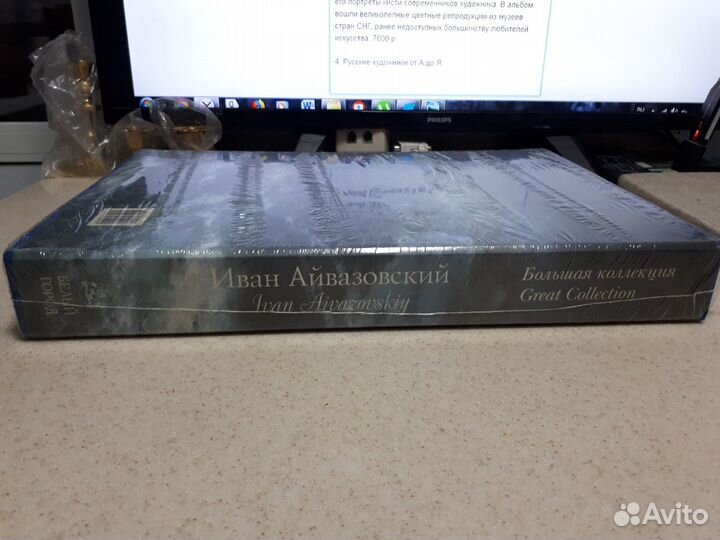 его портреты кисти современников художника. В альбом
вошли великолепные цветные репродукции из музеев
стран СНГ, ранее недоступных большинству любителей
искусства. 7000 р.
4. Русские художники от А до Я
RU
PHILIPS
Иван Айвазовский
Ivan Aivazovskiy
Большая коллекция
Great Collection
БЕЛЫЙ
ГОРОД
Avito